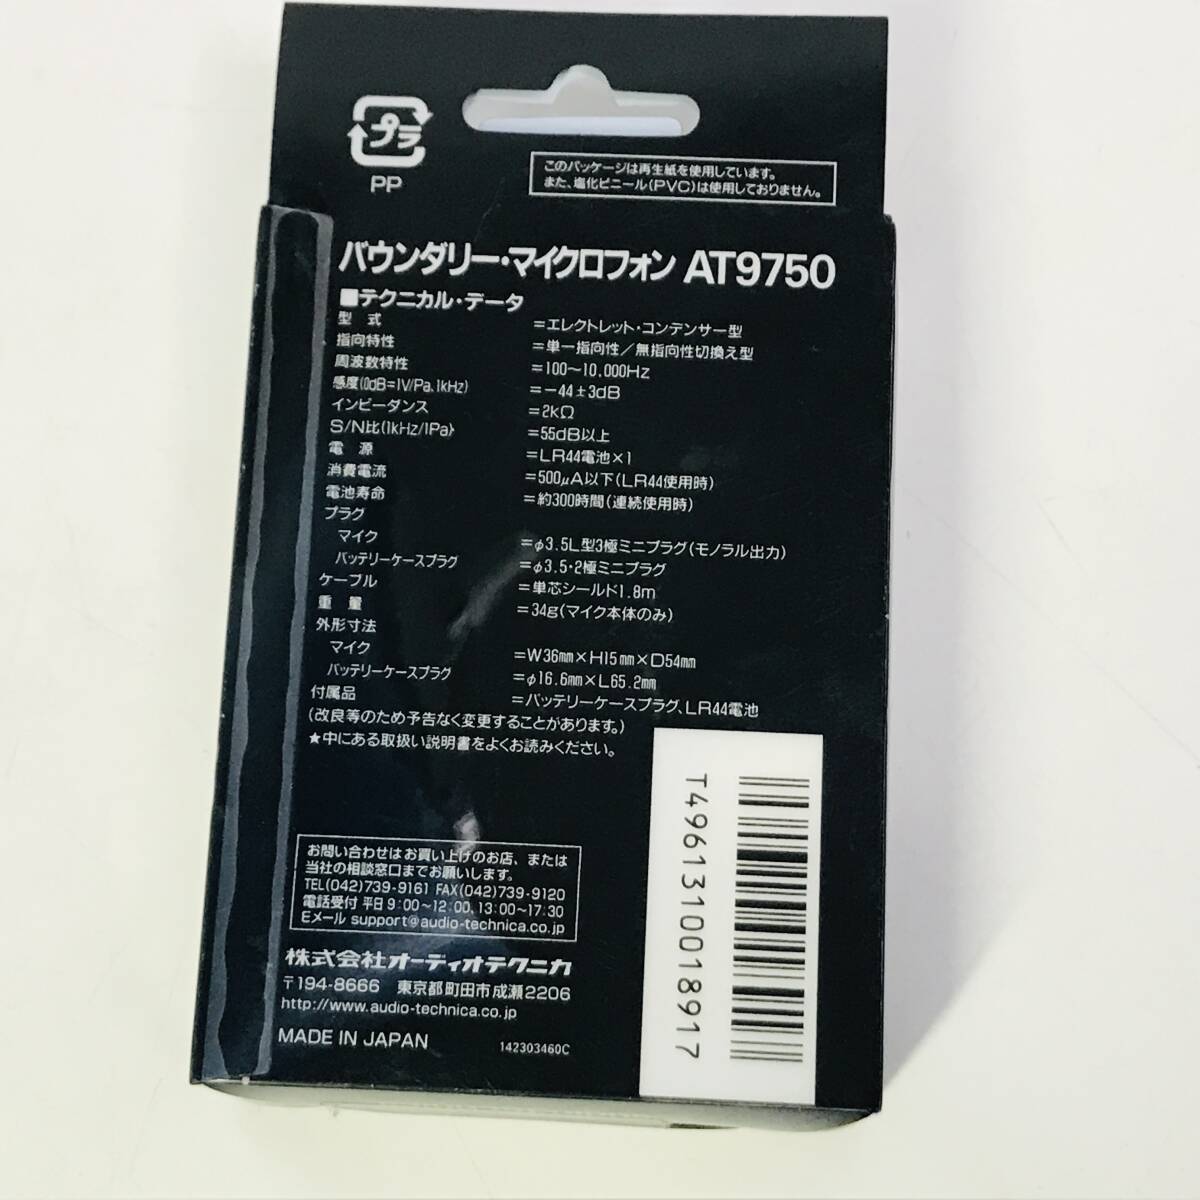 プラ
PP
このパッケージは再生紙を使用しています。
また、塩化ビニール(PVC)は使用しておりません。
バウンダリー・マイクロフォン AT9750
■テクニカル・データ
型 式 =エレクトレット・コンデンサー型
指向特性 =単一指向性/無指向性切換え型
周波数特性 =100〜10,000Hz
感度(0dB=1V/Pa,1kHz) =-44±3dB
インピーダンス =2kΩ
S/N比(1kHz/1Pa) =55dB以上
電 源 =LR44電池×1
消費電流 =500μA以下(LR44使用時)
電池寿命 =約300時間(連続使用時)
プラグ
マイク =φ3.5L型3極ミニプラグ(モノラル出力)
バッテリーケースプラグ =φ3.5・2極ミニプラグ
ケーブル =単芯シールド1.8m
重 量 =34g(マイク本体のみ)
外形寸法
マイク =W36mm×H15mm×D54mm
バッテリーケースプラグ =φ16.6mm×L65.2mm
付属品 =バッテリーケースプラグ、LR44電池
(改良等のため予告なく変更することがあります。)
★中にある取扱い説明書をよくお読みください。
お問い合わせはお買い上げのお店、または
当社の相談窓口までお願いします。
TEL(042)739-9161 FAX(042)739-9120
電話受付 平日9:00〜12:00、13:00〜17:30
Eメール support@audio-technica.co.jp
株式会社オーディオテクニカ
〒194-8666 東京都町田市成瀬2206
http://www.audio-technica.co.jp
MADE IN JAPAN 142303460C
T4961310018917